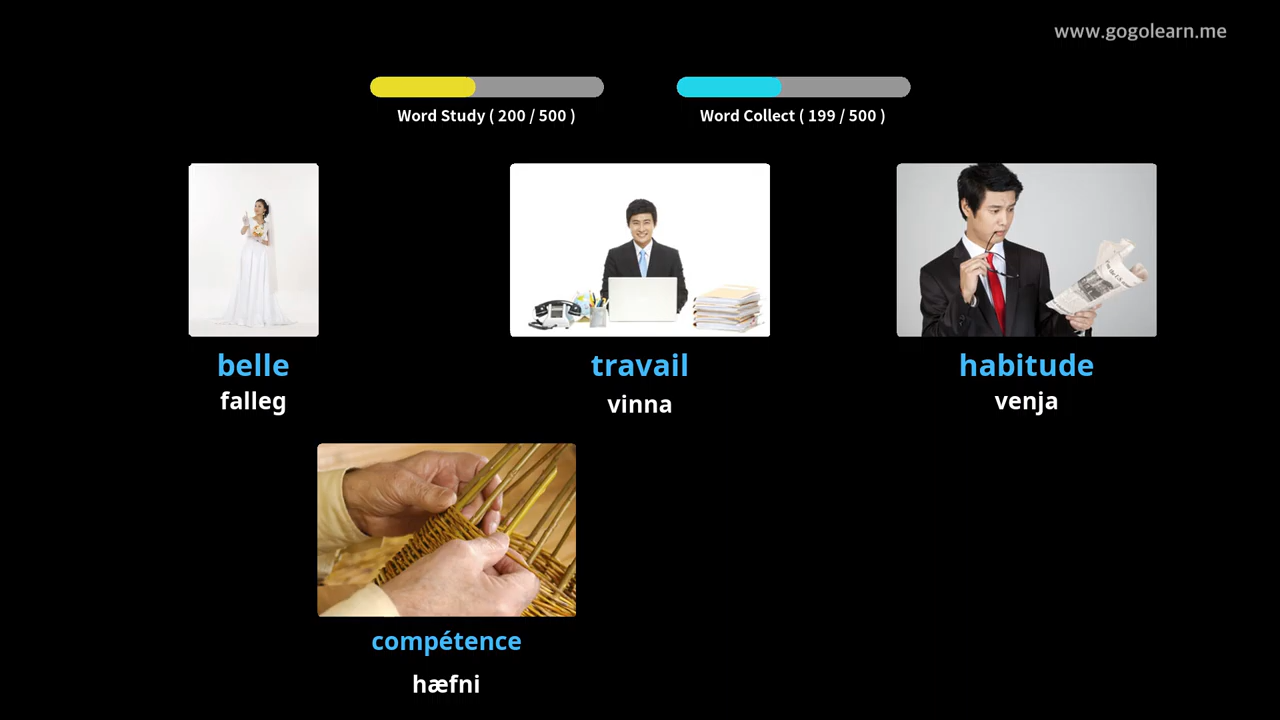 www.gogolearn.me
Word Study ( 200 / 500 )
Word Collect ( 199 / 500 )
belle
falleg
travail
vinna
habitude
venja
compétence
hæfni